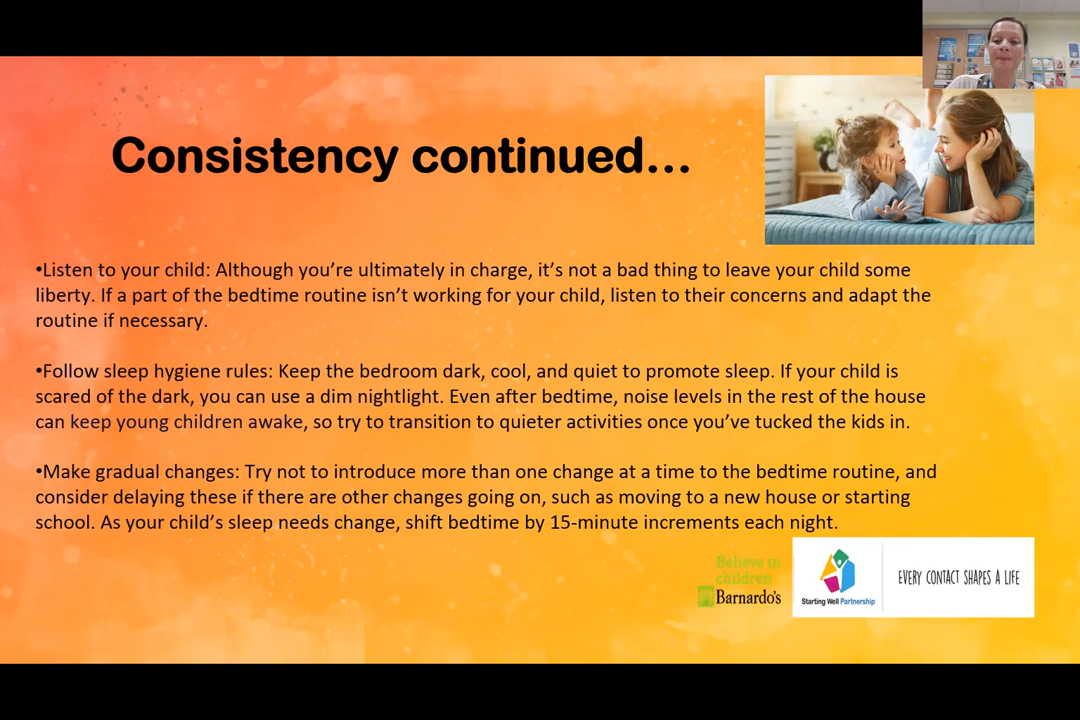 Consistency continued...
•Listen to your child: Although you’re ultimately in charge, it’s not a bad thing to leave your child some
liberty. If a part of the bedtime routine isn’t working for your child, listen to their concerns and adapt the
routine if necessary.
•Follow sleep hygiene rules: Keep the bedroom dark, cool, and quiet to promote sleep. If your child is
scared of the dark, you can use a dim nightlight. Even after bedtime, noise levels in the rest of the house
can keep young children awake, so try to transition to quieter activities once you’ve tucked the kids in.
•Make gradual changes: Try not to introduce more than one change at a time to the bedtime routine, and
consider delaying these if there are other changes going on, such as moving to a new house or starting
school. As your child’s sleep needs change, shift bedtime by 15-minute increments each night.
Believe in
children
Barnardo's
Starting Well Partnership
EVERY CONTACT SHAPES A LIFE